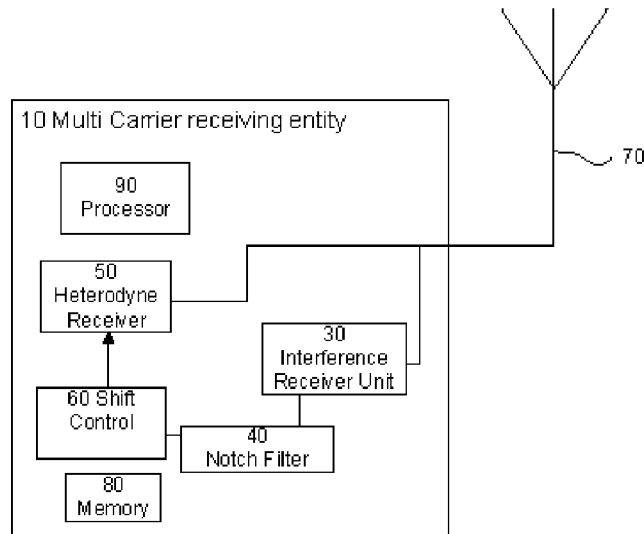 10 Multi Carrier receiving entity
70
90
Processor
50
Heterodyne
Receiver
30
Interference
Receiver Unit
60 Shift
Control
40
Notch Filter
80
Memory